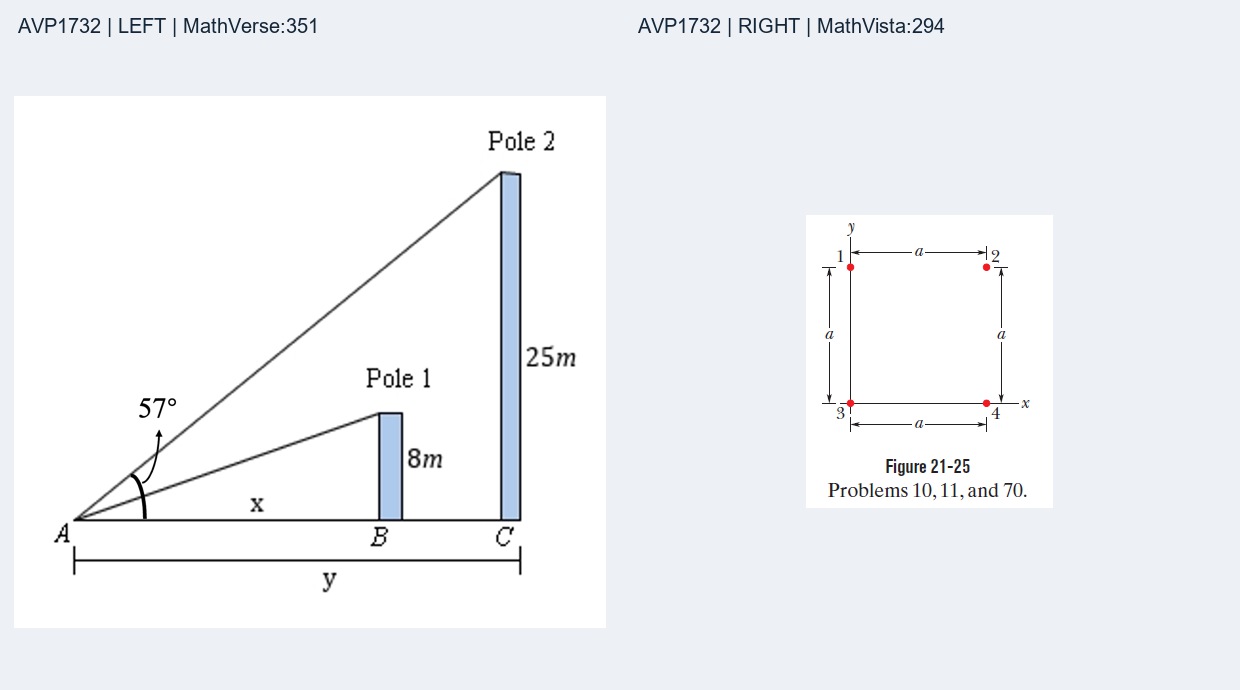 AVP1732 | LEFT | MathVerse:351
Pole 2
25m
Pole 1
57°
8m
x
A
B
C
y
AVP1732 | RIGHT | MathVista:294
y
1
a
2
a
a
3
4
x
a
Figure 21-25
Problems 10, 11, and 70.